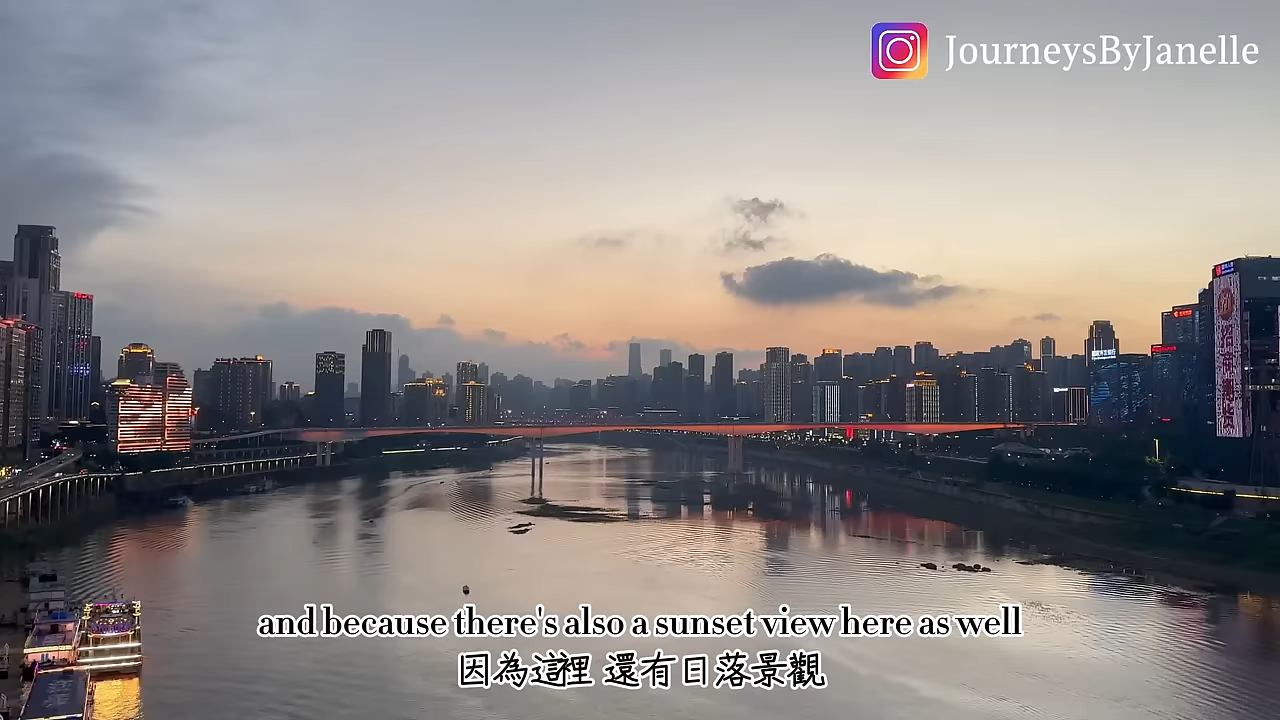 JourneysByJanelle
and because there's also a sunset view here as well
因為這裡 還有日落景觀